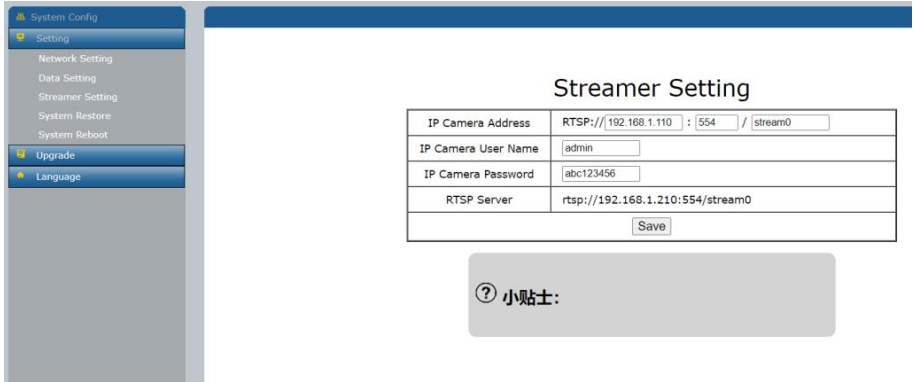 System Config
Setting
Network Setting
Data Setting
Streamer Setting
System Restore
System Reboot
Upgrade
Language
Streamer Setting
IP Camera Address RTSP:// 192.168.1.110 : 554 / stream0
IP Camera User Name admin
IP Camera Password abc123456
RTSP Server rtsp://192.168.1.210:554/stream0
Save
? 小贴士: